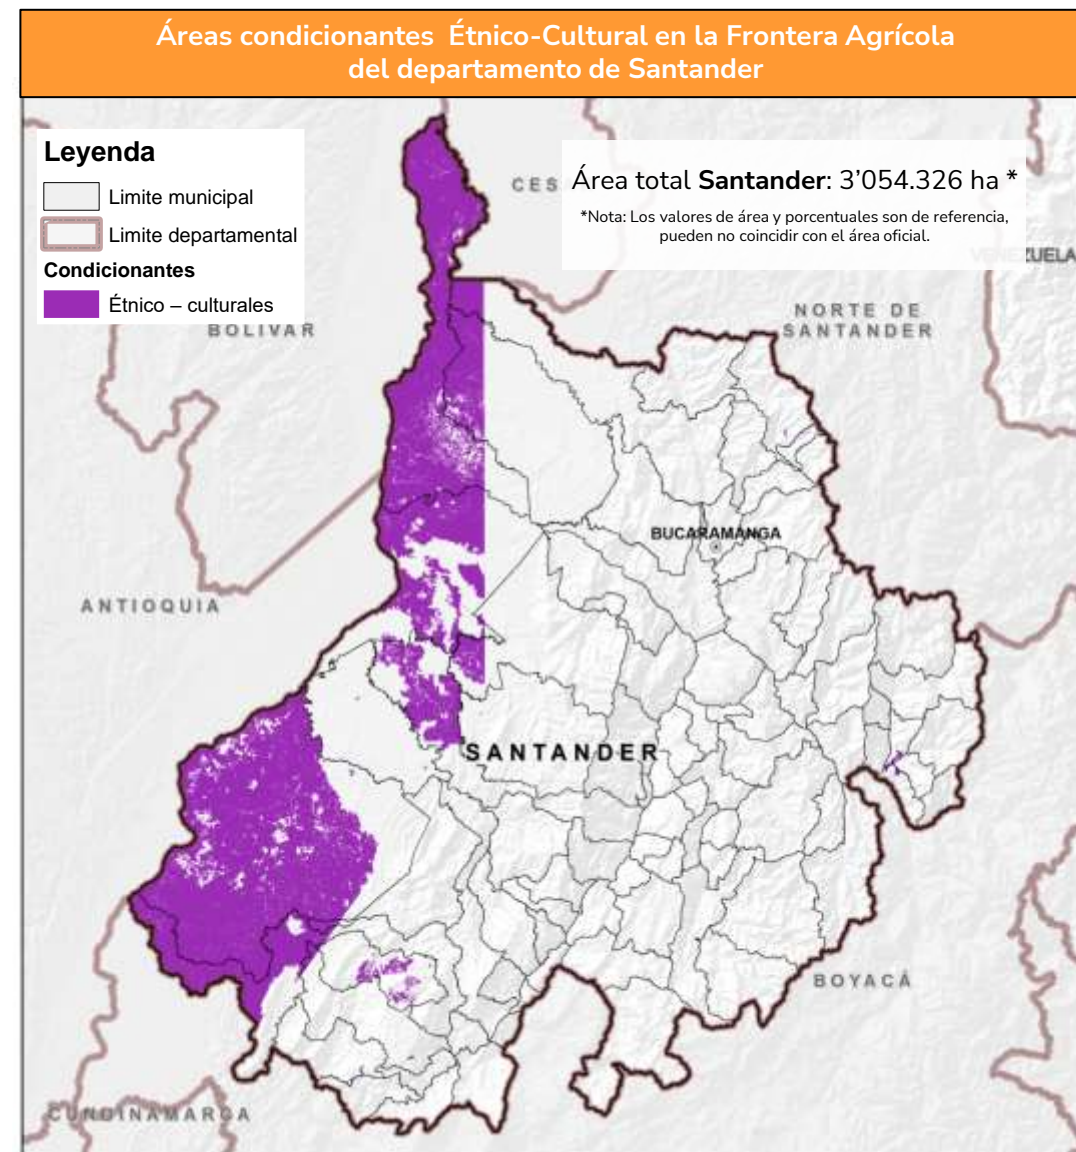 Áreas condicionantes Étnico-Cultural en la Frontera Agrícola
del departamento de Santander
Leyenda
Limite municipal
Limite departamental
Condicionantes
Étnico – culturales
Área total Santander: 3’054.326 ha *
*Nota: Los valores de área y porcentuales son de referencia,
pueden no coincidir con el área oficial.
CES
ZUELA
BOLIVAR
NORTE DE
SANTANDER
BUCARAMANGA
ANTIOQUIA
SANTANDER
BOYACÁ
CUNDINAMARCA